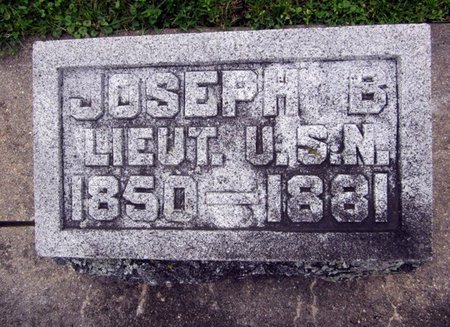 JOSEPH B
LIEUT. U.S.N.
1850-1881